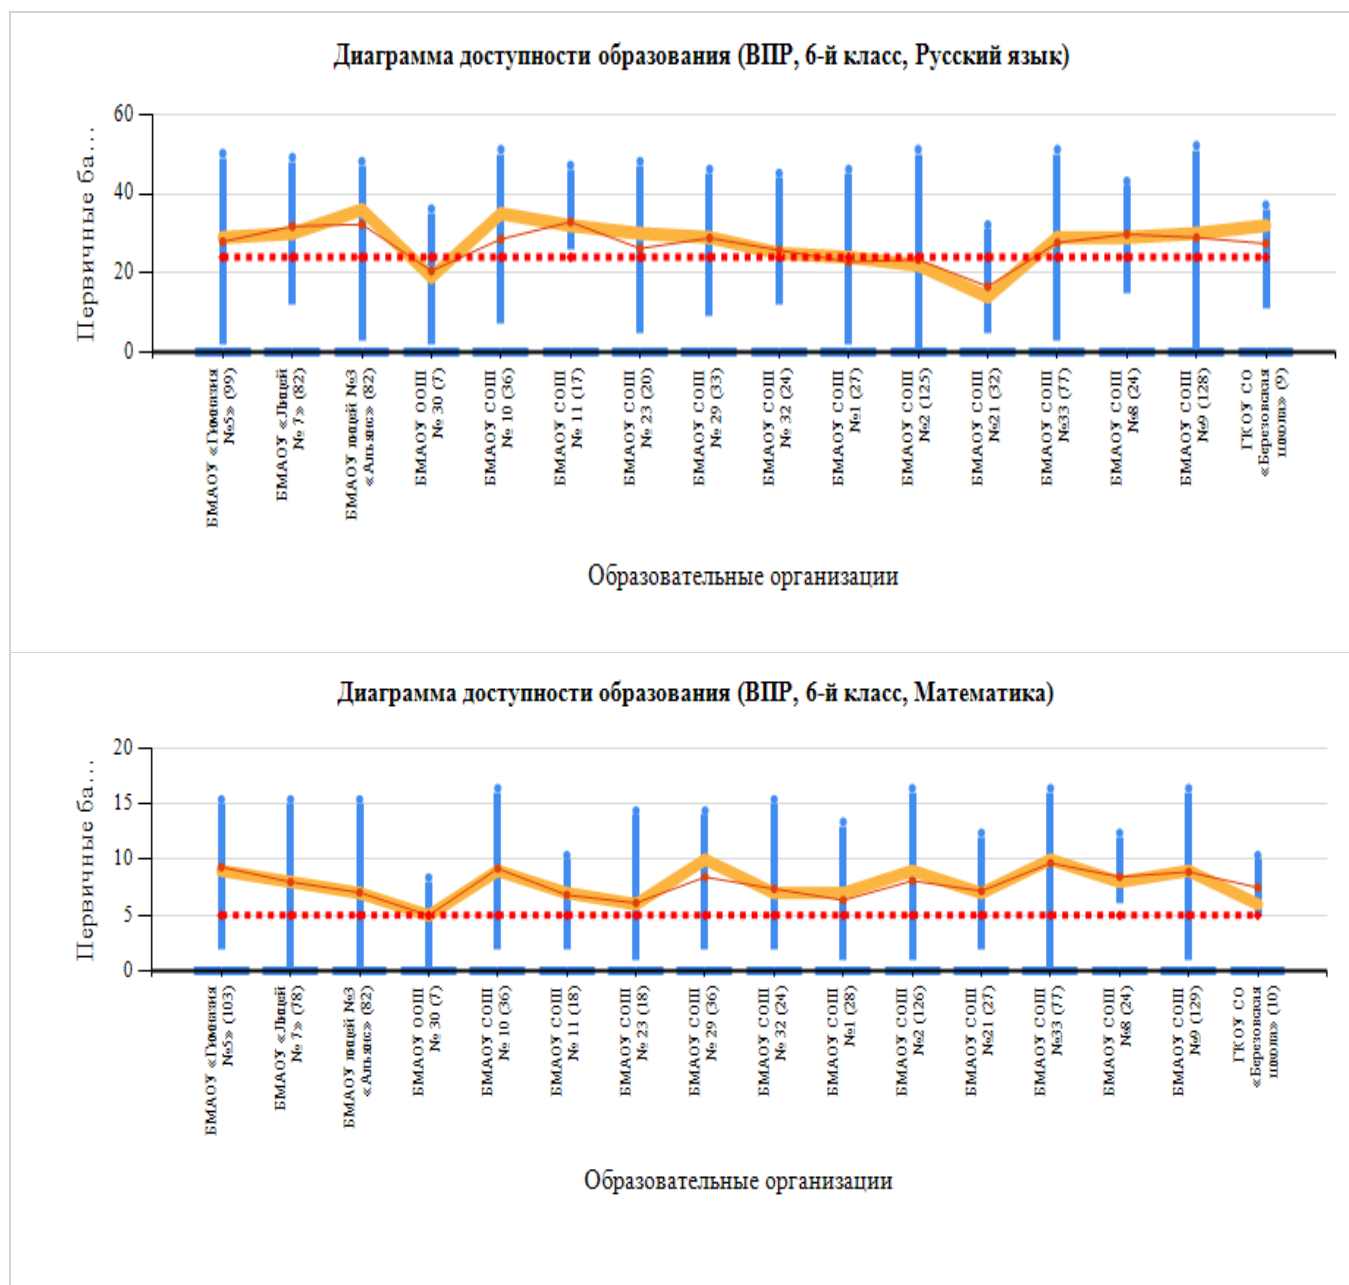 Диаграмма доступности образования (ВПР, 6-й класс, Русский язык)
Первичные ба...
60
40
20
0
БМАОУ «Гимназия
№5» (99)
БМАОУ «Лицей
№ 7» (82)
БМАОУ лицей №3
«Альянс» (82)
БМАОУ ООШ
№ 30 (7)
БМАОУ СОШ
№ 10 (36)
БМАОУ СОШ
№ 11 (17)
БМАОУ СОШ
№ 23 (20)
БМАОУ СОШ
№ 29 (33)
БМАОУ СОШ
№ 32 (24)
БМАОУ СОШ
№1 (27)
БМАОУ СОШ
№2 (125)
БМАОУ СОШ
№21 (32)
БМАОУ СОШ
№33 (77)
БМАОУ СОШ
№8 (24)
БМАОУ СОШ
№9 (128)
ГКОУ СО
«Березовская
школа» (9)
Образовательные организации
Диаграмма доступности образования (ВПР, 6-й класс, Математика)
Первичные ба...
20
15
10
5
0
БМАОУ «Гимназия
№5» (103)
БМАОУ «Лицей
№ 7» (78)
БМАОУ лицей №3
«Альянс» (82)
БМАОУ ООШ
№ 30 (7)
БМАОУ СОШ
№ 10 (36)
БМАОУ СОШ
№ 11 (18)
БМАОУ СОШ
№ 23 (18)
БМАОУ СОШ
№ 29 (36)
БМАОУ СОШ
№ 32 (24)
БМАОУ СОШ
№1 (28)
БМАОУ СОШ
№2 (126)
БМАОУ СОШ
№21 (27)
БМАОУ СОШ
№33 (77)
БМАОУ СОШ
№8 (24)
БМАОУ СОШ
№9 (129)
ГКОУ СО
«Березовская
школа» (10)
Образовательные организации